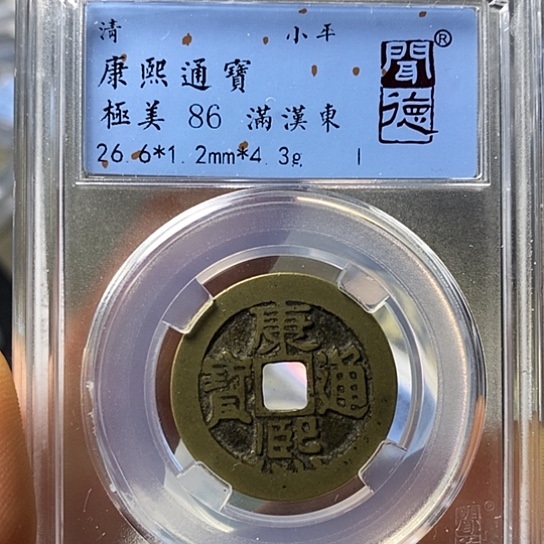 清 小平
康熙通寶
極美 86 滿漢東
26.6*1.2mm*4.3g
聞德®
康熙通寶